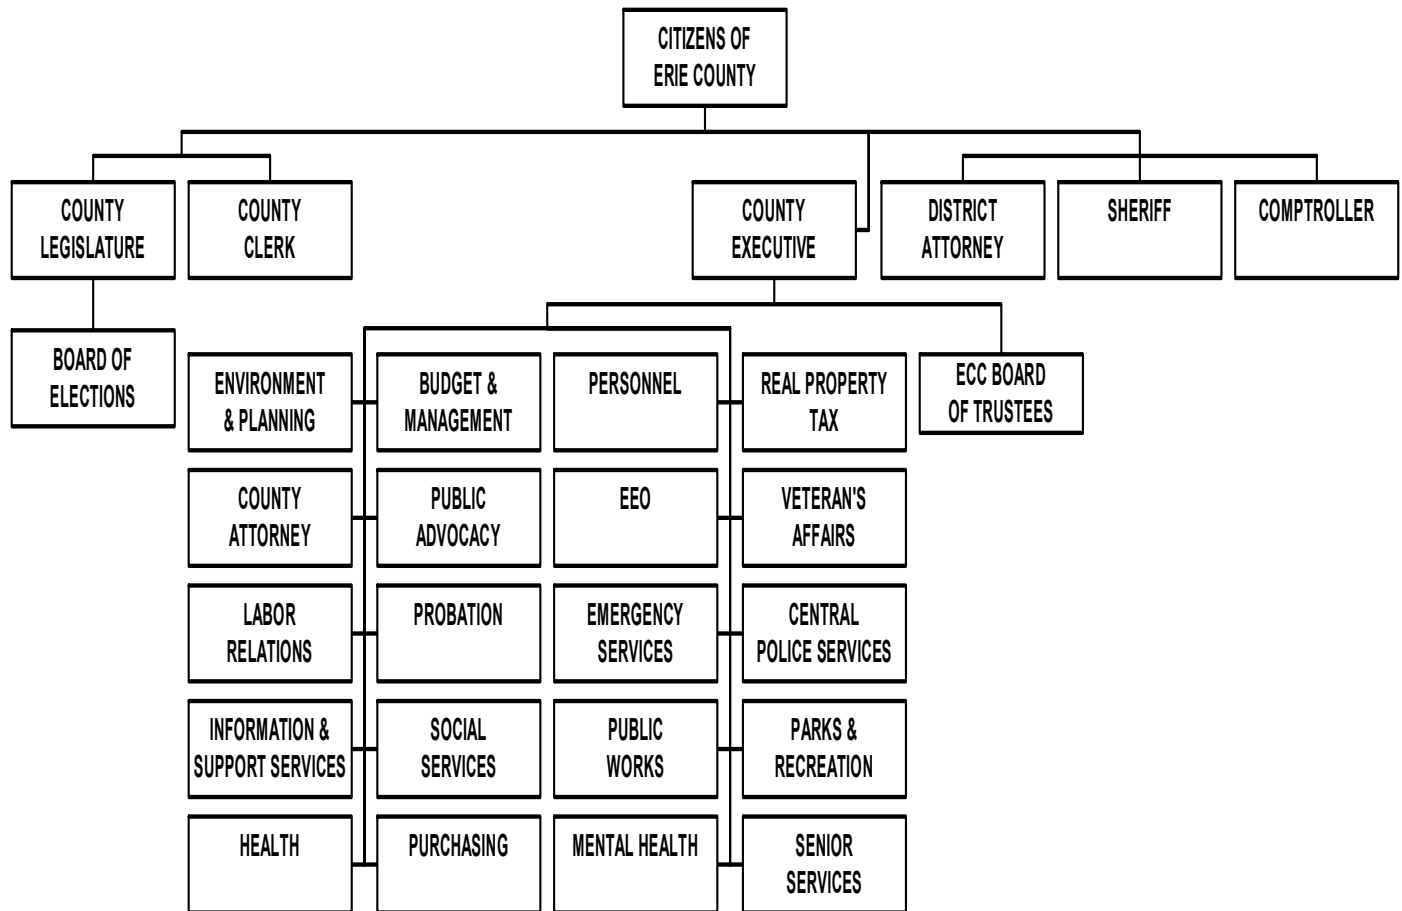 CITIZENS OF
ERIE COUNTY
COUNTY
LEGISLATURE
COUNTY
CLERK
COUNTY
EXECUTIVE
DISTRICT
ATTORNEY
SHERIFF
COMPTROLLER
BOARD OF
ELECTIONS
ENVIRONMENT
& PLANNING
BUDGET &
MANAGEMENT
PERSONNEL
REAL PROPERTY
TAX
ECC BOARD
OF TRUSTEES
COUNTY
ATTORNEY
PUBLIC
ADVOCACY
EEO
VETERAN'S
AFFAIRS
LABOR
RELATIONS
PROBATION
EMERGENCY
SERVICES
CENTRAL
POLICE SERVICES
INFORMATION &
SUPPORT SERVICES
SOCIAL
SERVICES
PUBLIC
WORKS
PARKS &
RECREATION
HEALTH
PURCHASING
MENTAL HEALTH
SENIOR
SERVICES